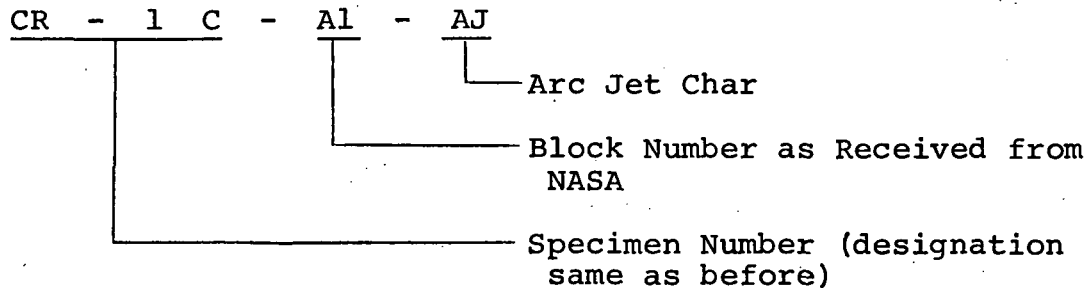 CR - 1 C - A1 - AJ
Arc Jet Char
Block Number as Received from
NASA
Specimen Number (designation
same as before)